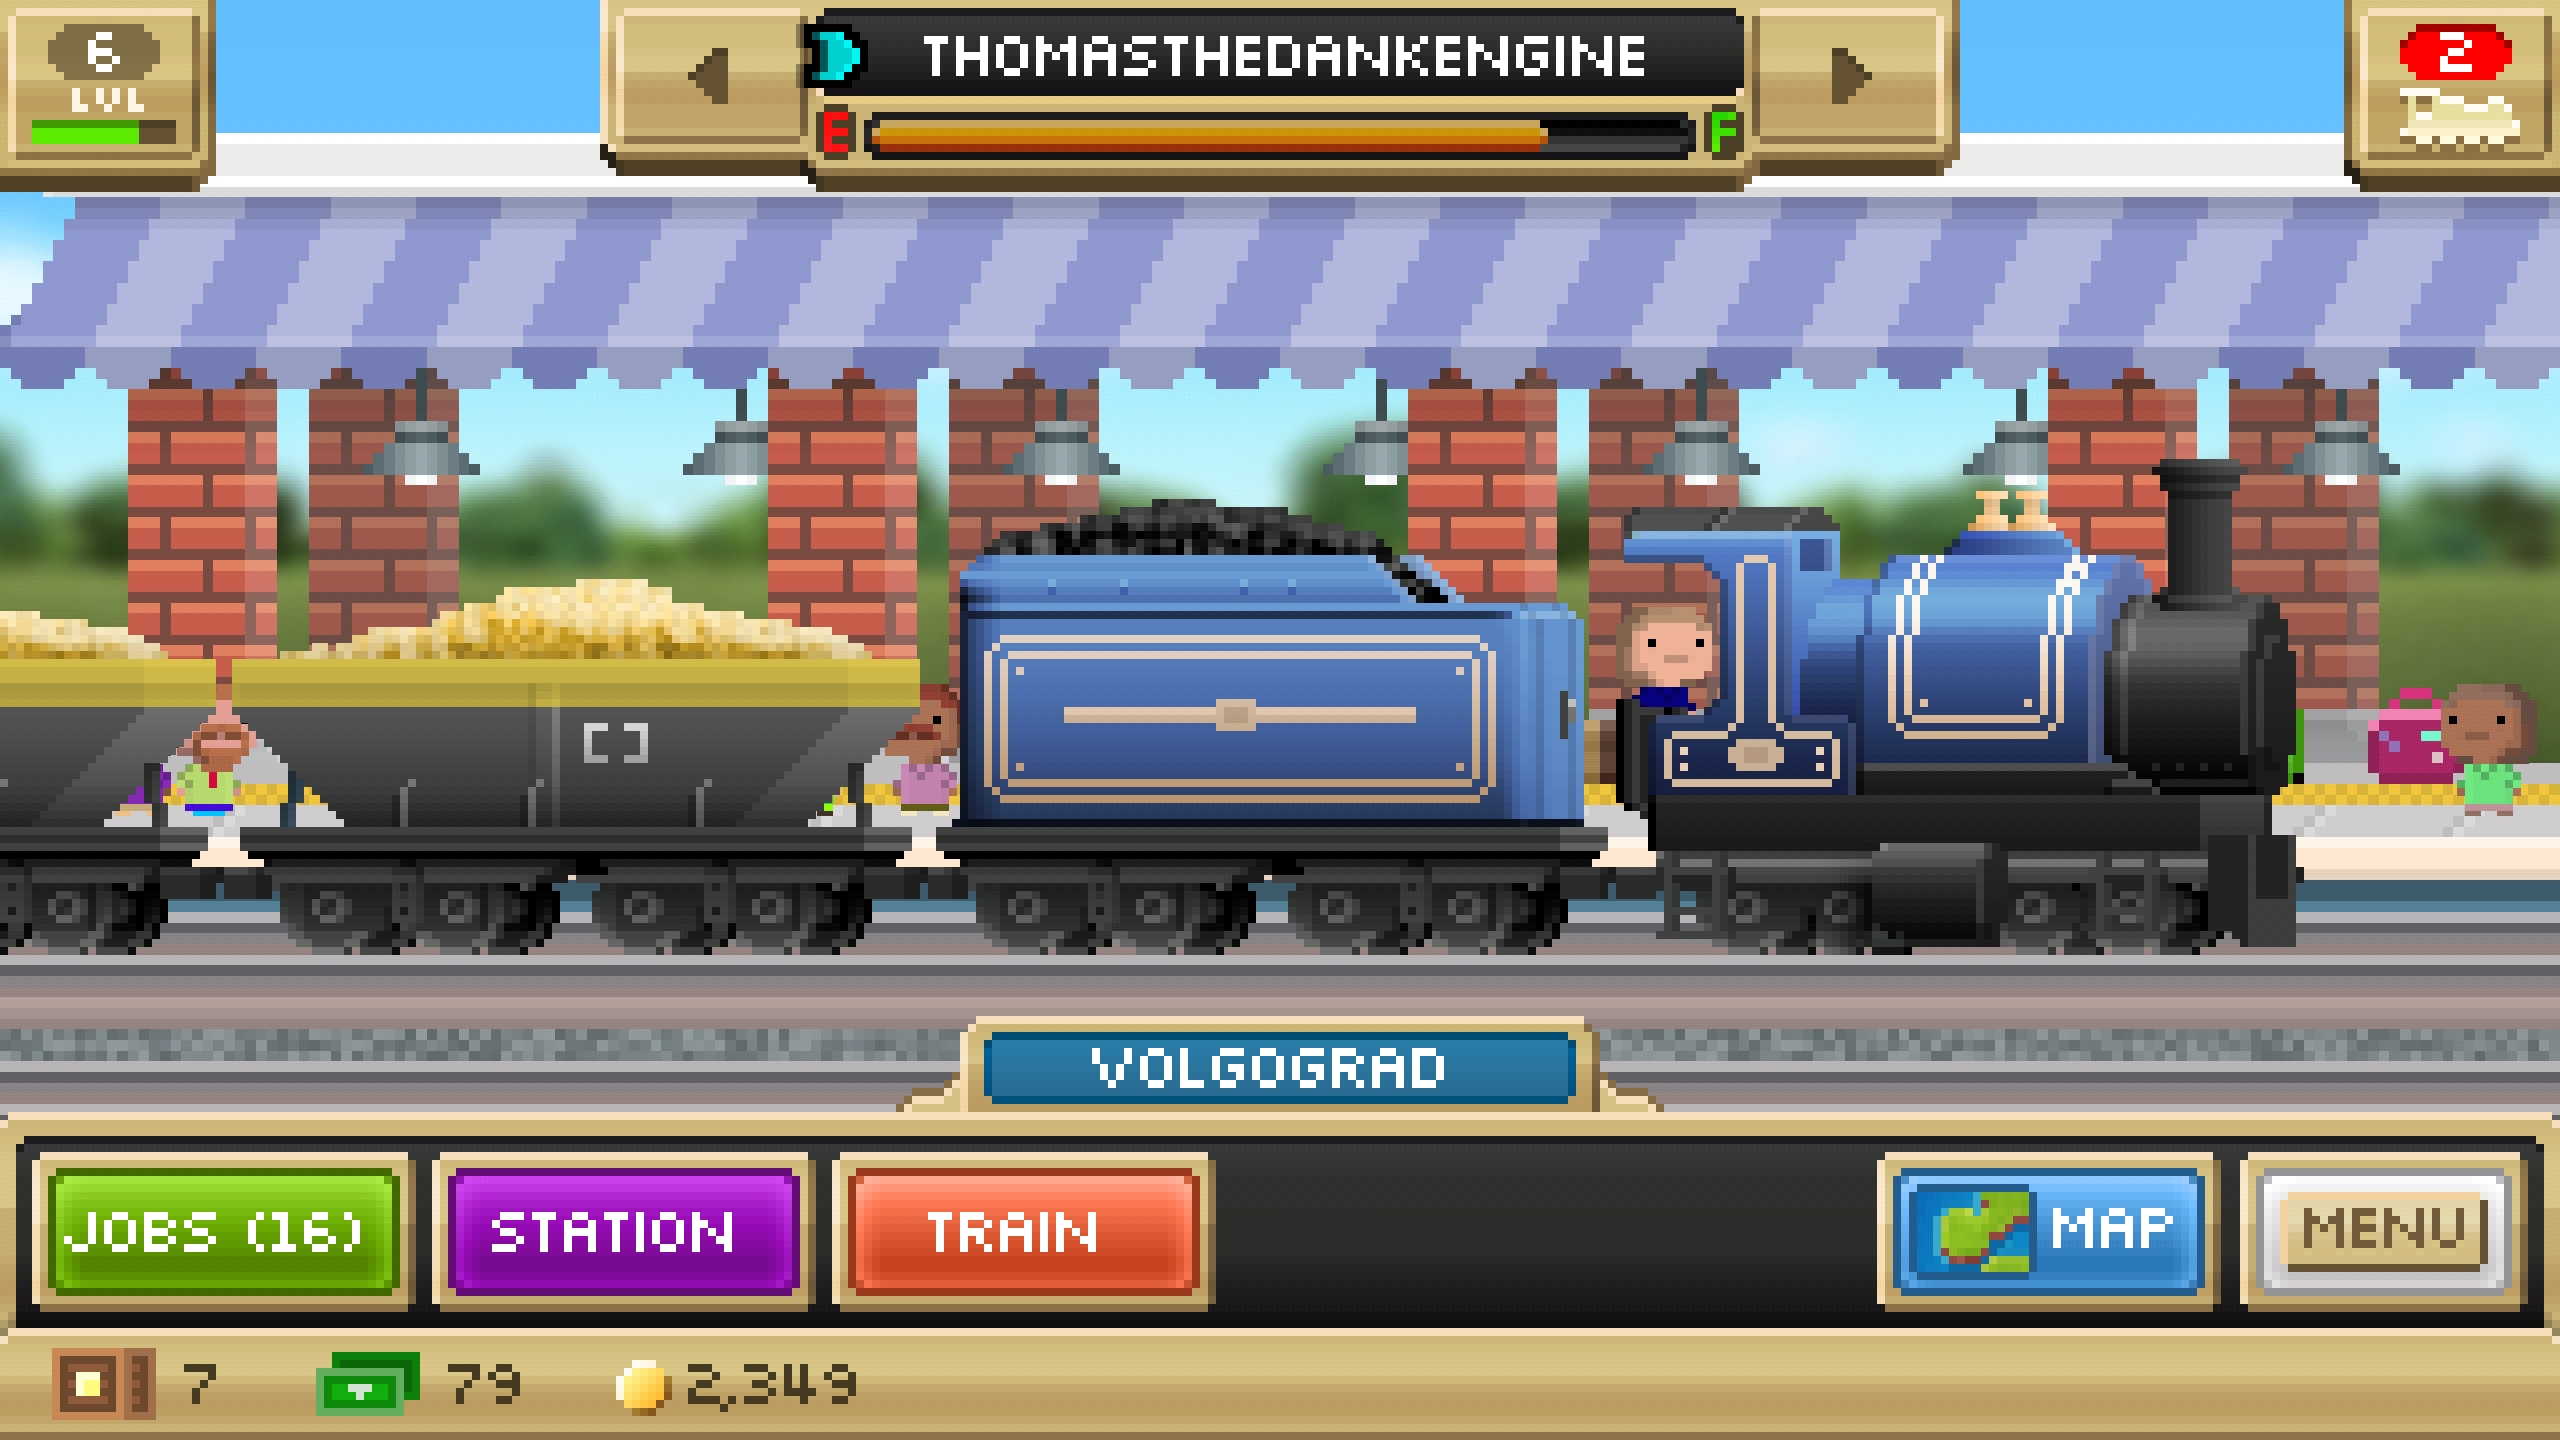 6
LVL
THOMASTHEDANKENGINE
E F
2
VOLGOGRAD
JOBS (16) STATION TRAIN MAP MENU
7 79 2,349